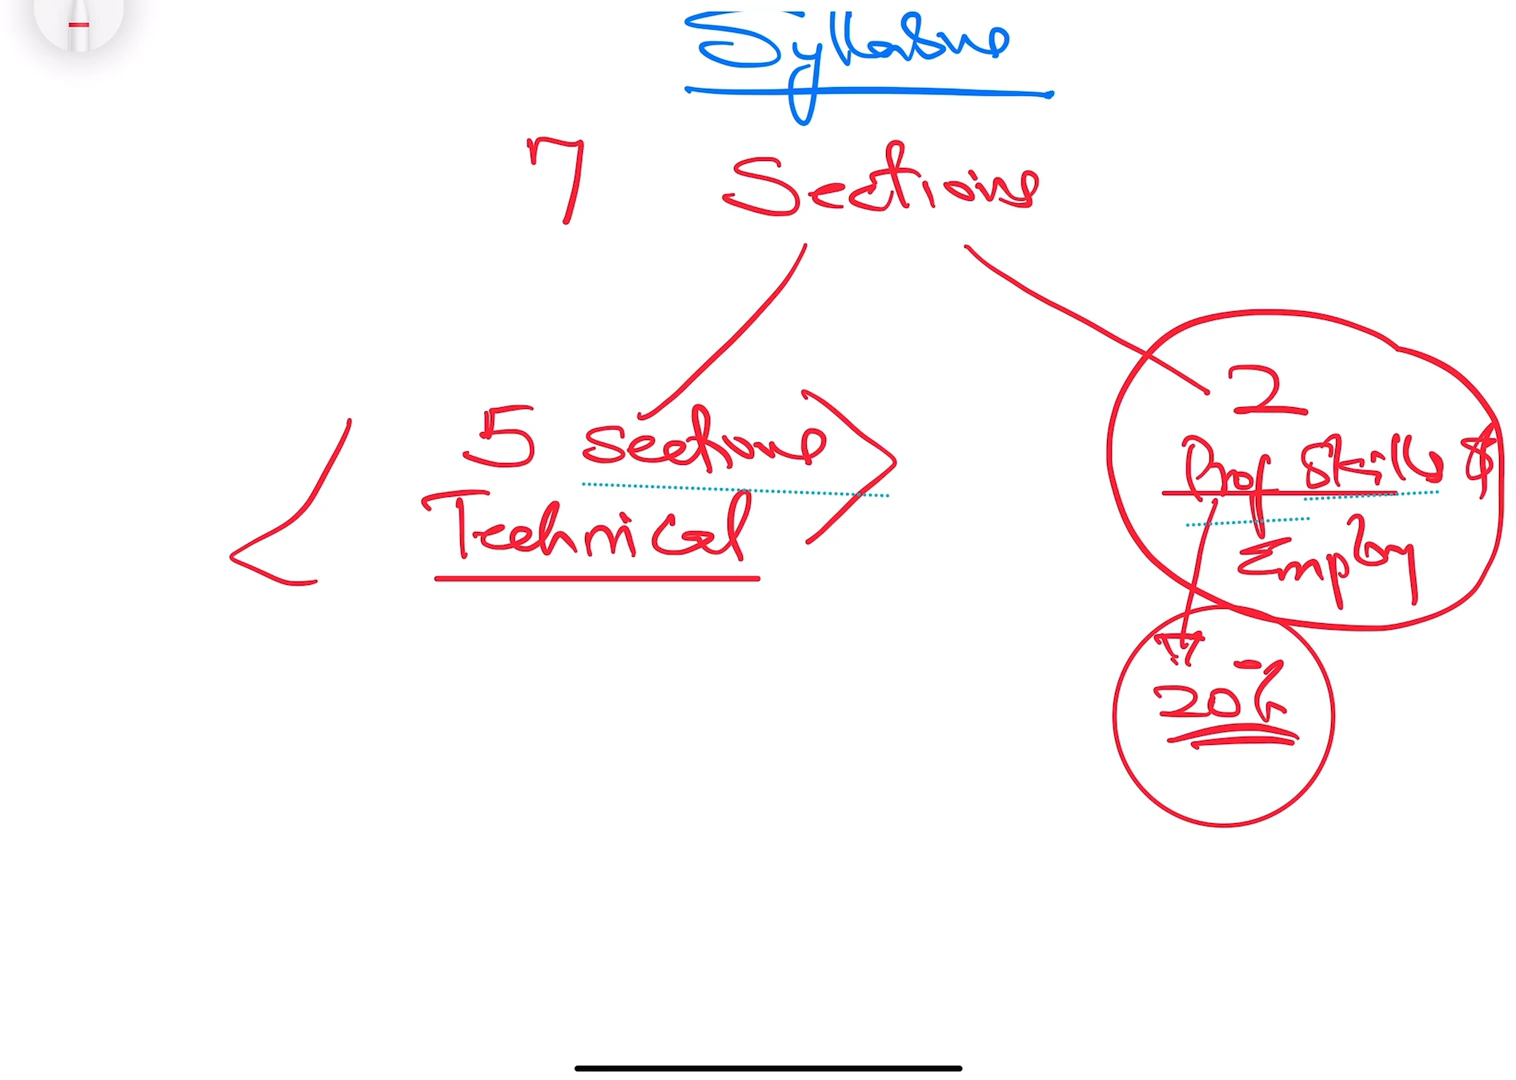 Syllabus
7 Sections
5 sections
Technical
2
Prof Skills &
Employ
20%